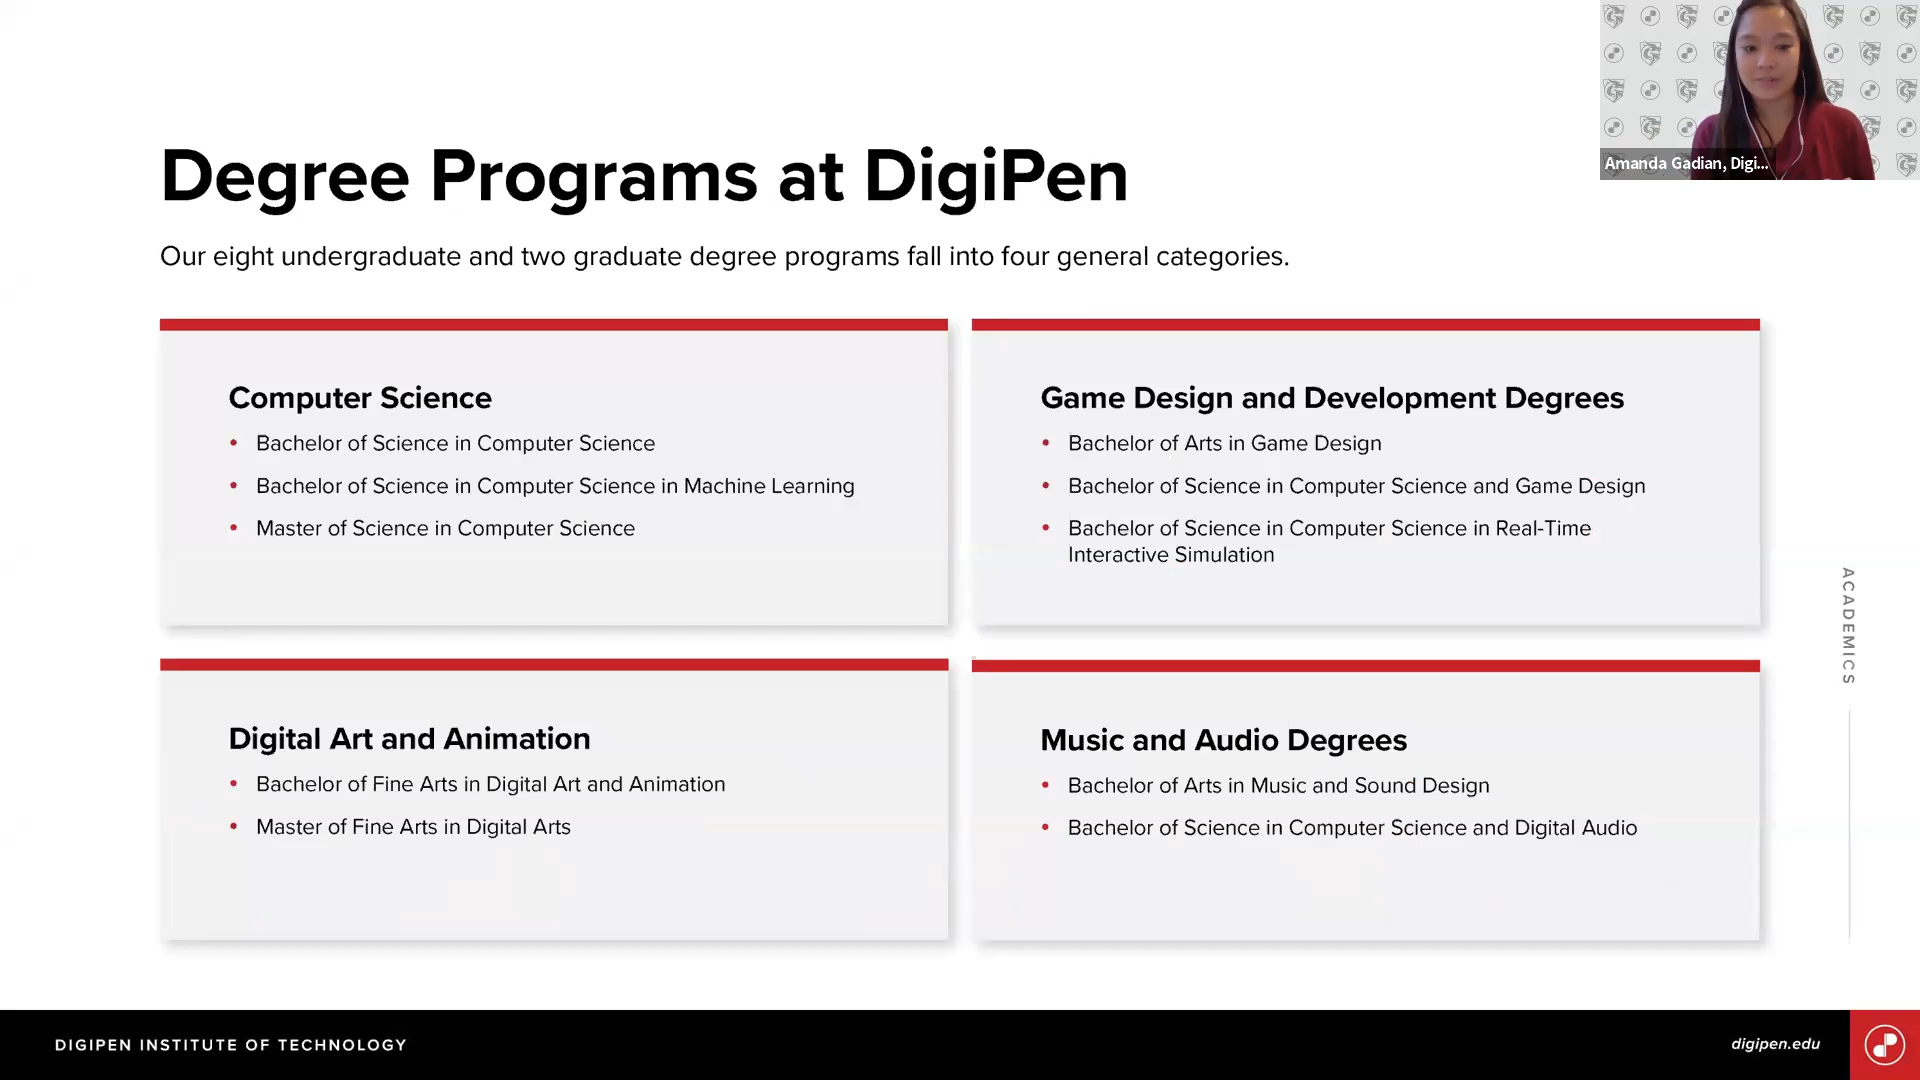 Amanda Gadian, Digi...
Degree Programs at DigiPen
Our eight undergraduate and two graduate degree programs fall into four general categories.
Computer Science
• Bachelor of Science in Computer Science
• Bachelor of Science in Computer Science in Machine Learning
• Master of Science in Computer Science
Game Design and Development Degrees
• Bachelor of Arts in Game Design
• Bachelor of Science in Computer Science and Game Design
• Bachelor of Science in Computer Science in Real-Time
Interactive Simulation
Digital Art and Animation
• Bachelor of Fine Arts in Digital Art and Animation
• Master of Fine Arts in Digital Arts
Music and Audio Degrees
• Bachelor of Arts in Music and Sound Design
• Bachelor of Science in Computer Science and Digital Audio
ACADEMICS
DIGIPEN INSTITUTE OF TECHNOLOGY
digipen.edu